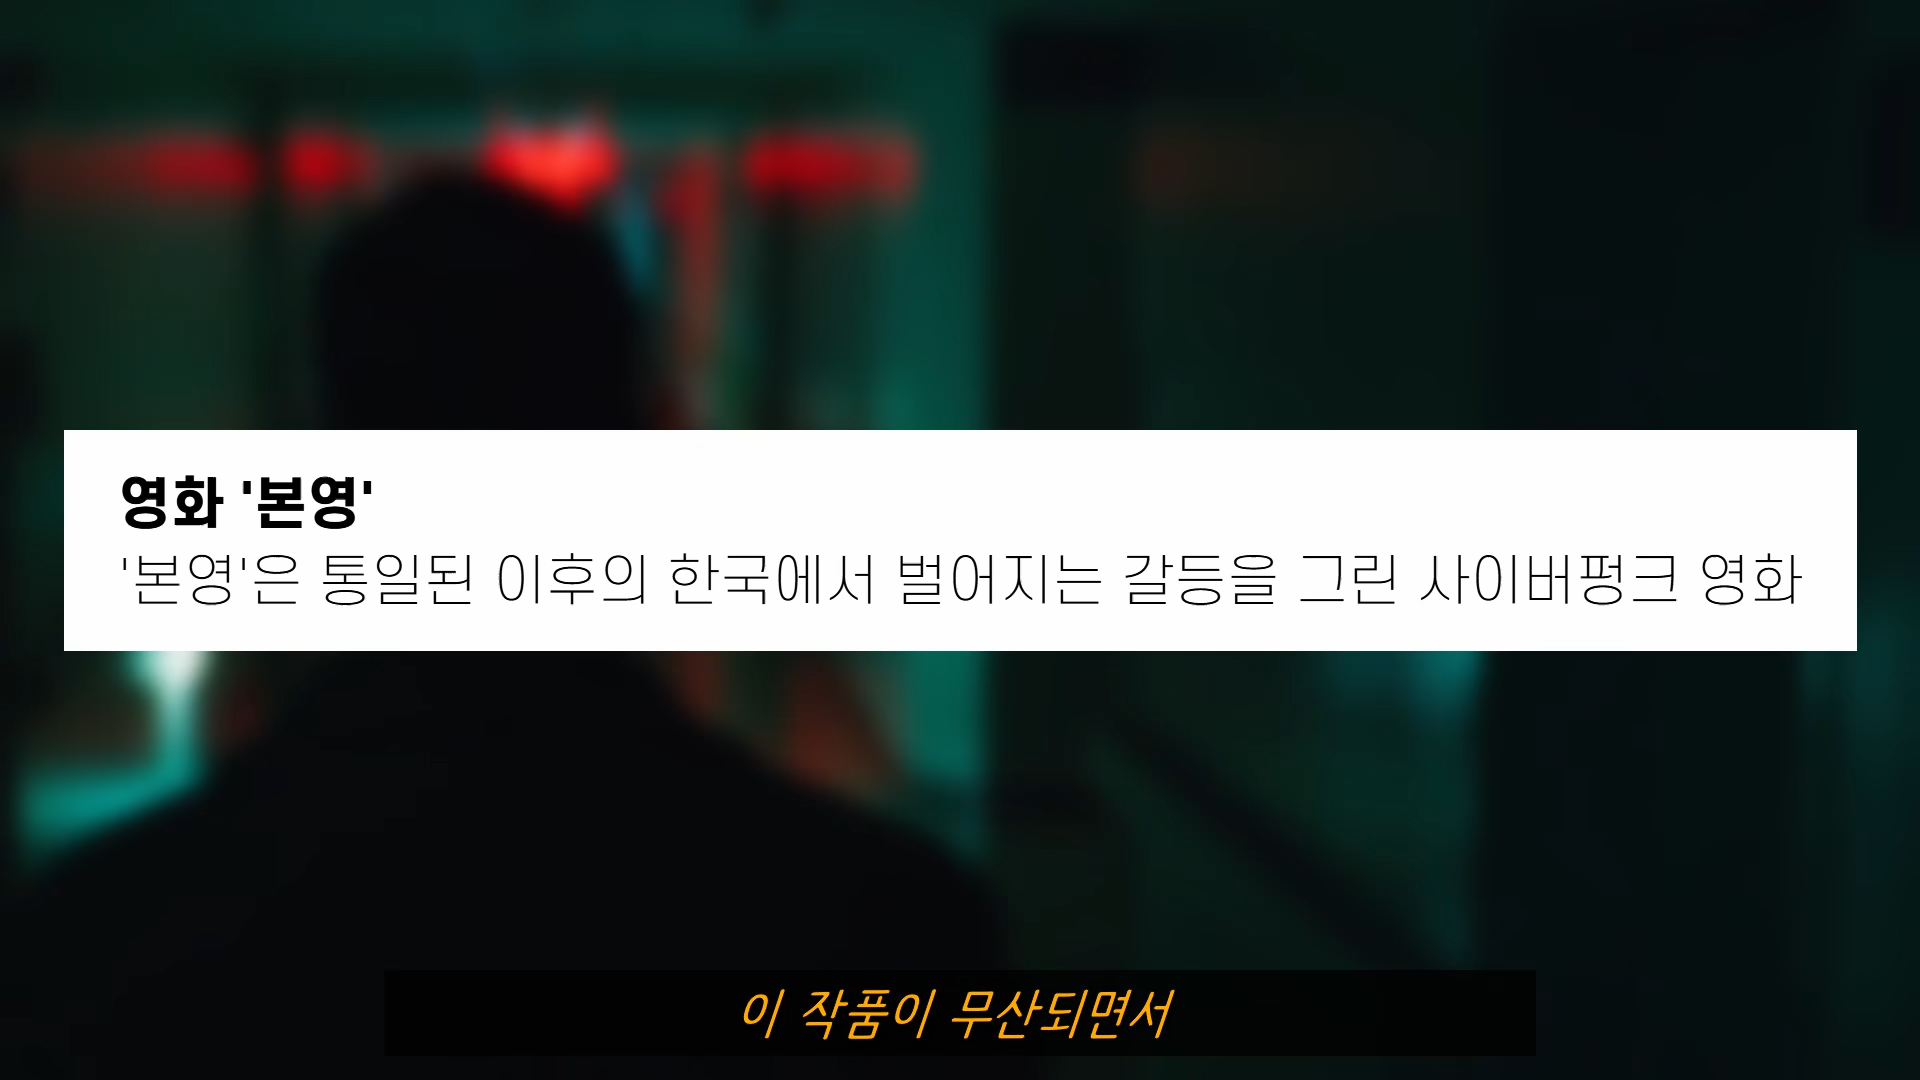 영화 '본영'
'본영'은 통일된 이후의 한국에서 벌어지는 갈등을 그린 사이버펑크 영화
이 작품이 무산되면서